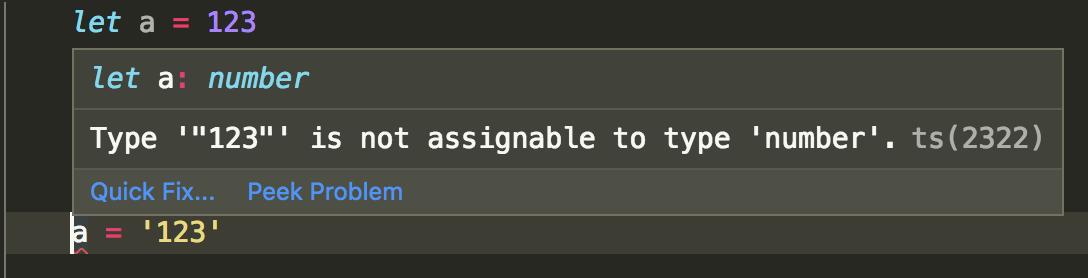 let a = 123
let a: number
Type '"123"' is not assignable to type 'number'. ts(2322)
Quick Fix... Peek Problem
a = '123'